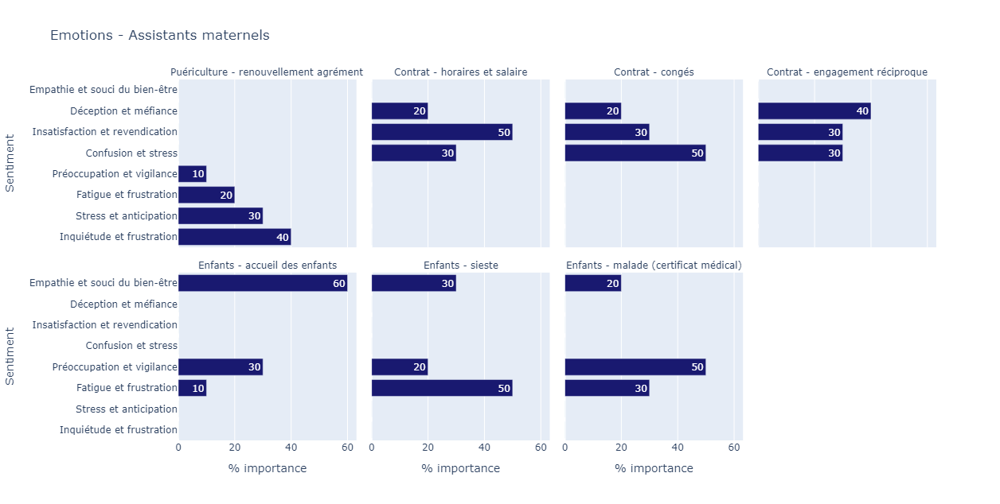 Emotions - Assistants maternels
Puériculture - renouvellement agrément
Contrat - horaires et salaire
Contrat - congés
Contrat - engagement réciproque
Sentiment
Empathie et souci du bien-être
Déception et méfiance
20
20
40
Insatisfaction et revendication
50
30
30
Confusion et stress
30
50
30
Préoccupation et vigilance
10
Fatigue et frustration
20
Stress et anticipation
30
Inquiétude et frustration
40
Enfants - accueil des enfants
Enfants - sieste
Enfants - malade (certificat médical)
Sentiment
Empathie et souci du bien-être
60
30
20
Déception et méfiance
Insatisfaction et revendication
Confusion et stress
Préoccupation et vigilance
30
20
50
Fatigue et frustration
10
50
30
Stress et anticipation
Inquiétude et frustration
0 20 40 60
0 20 40 60
0 20 40 60
% importance
% importance
% importance